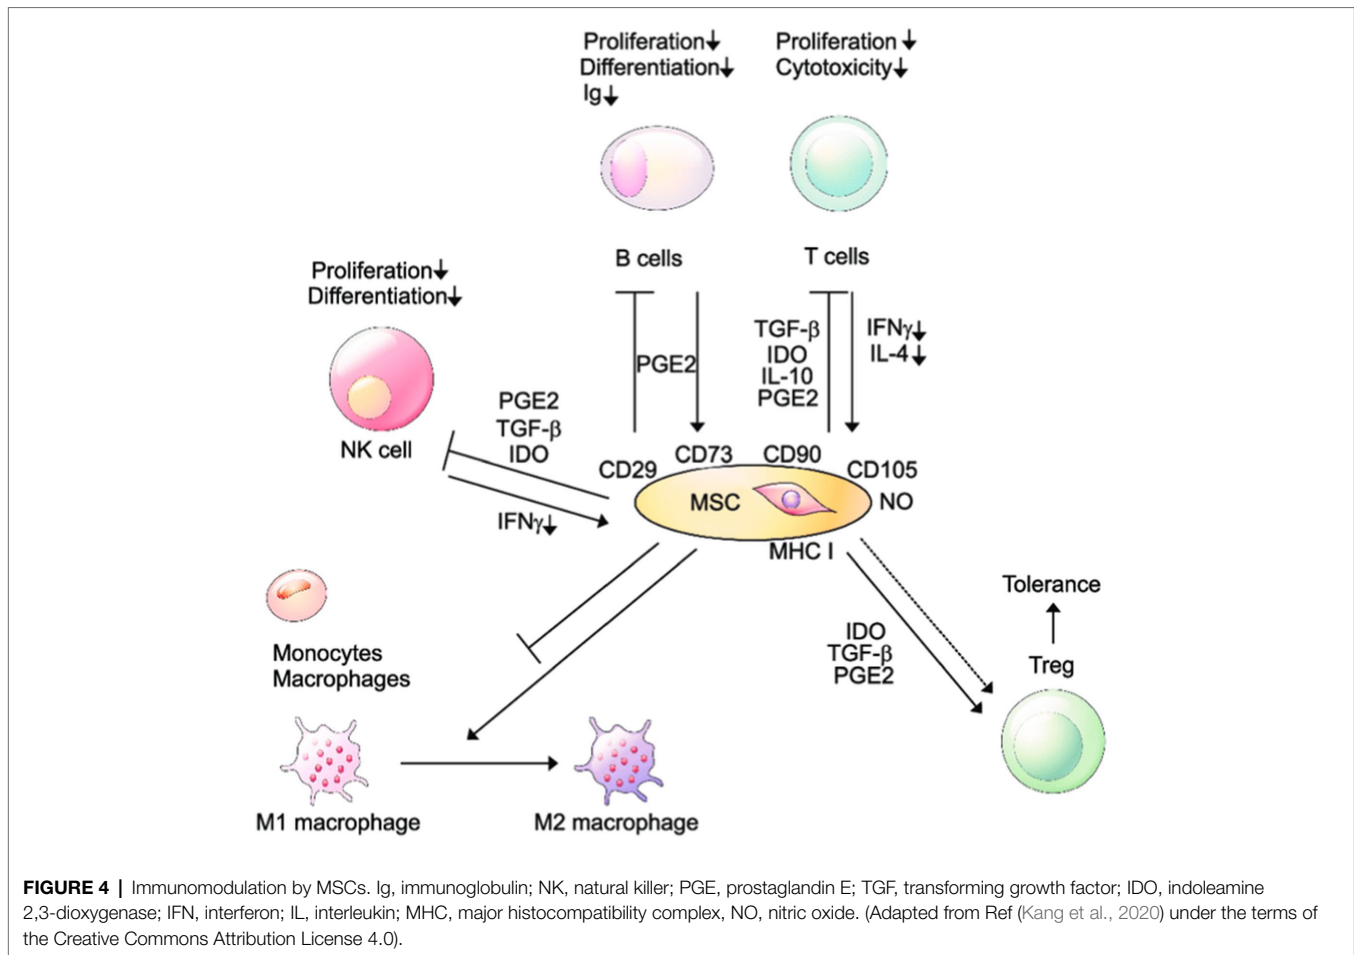 Proliferation↓
Differentiation↓
Ig↓
Proliferation ↓
Cytotoxicity↓
B cells
T cells
Proliferation↓
Differentiation↓
NK cell
PGE2
TGF-β
IDO
IFNγ↓
PGE2
TGF-β
IDO
IL-10
PGE2
IFNγ↓
IL-4↓
CD29
CD73
CD90
CD105
MSC
NO
MHC I
Monocytes
Macrophages
M1 macrophage
M2 macrophage
IDO
TGF-β
PGE2
Tolerance
Treg
FIGURE 4 | Immunomodulation by MSCs. Ig, immunoglobulin; NK, natural killer; PGE, prostaglandin E; TGF, transforming growth factor; IDO, indoleamine
2,3-dioxygenase; IFN, interferon; IL, interleukin; MHC, major histocompatibility complex, NO, nitric oxide. (Adapted from Ref (Kang et al., 2020) under the terms of
the Creative Commons Attribution License 4.0).